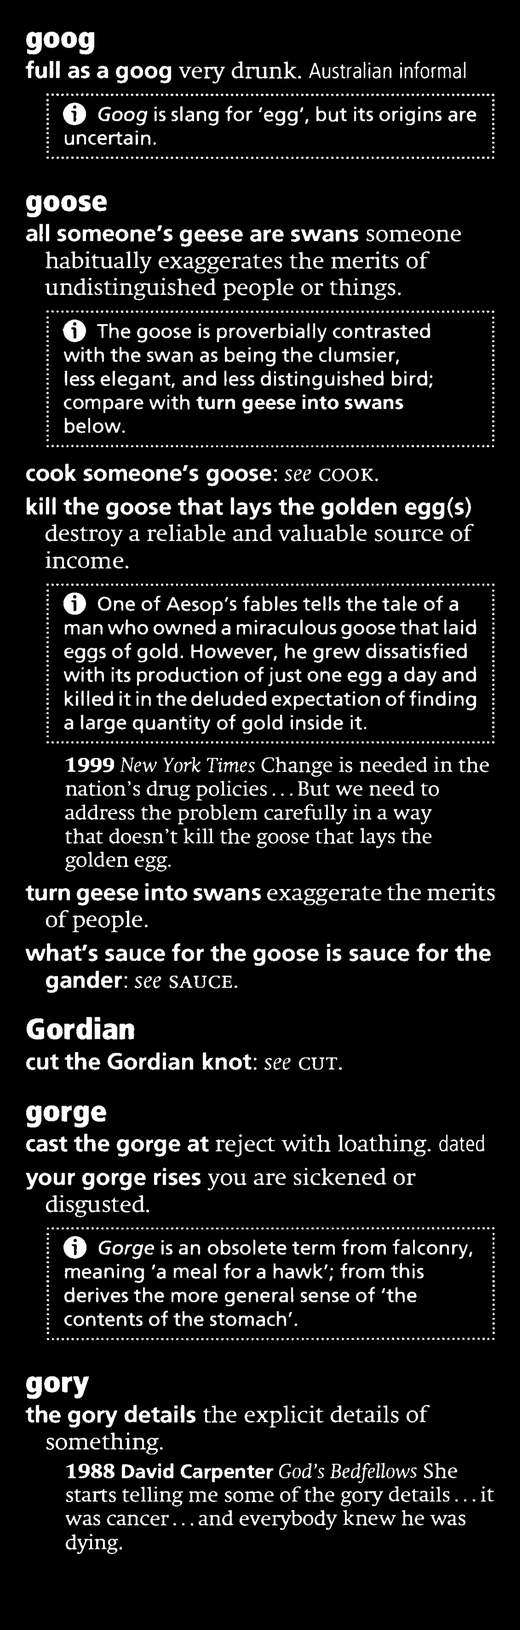 goog
full as a goog very drunk. Australian informal
Goog is slang for 'egg', but its origins are
uncertain.
goose
all someone's geese are swans someone
habitually exaggerates the merits of
undistinguished people or things.
The goose is proverbially contrasted
with the swan as being the clumsier,
less elegant, and less distinguished bird;
compare with turn geese into swans
below.
cook someone's goose: see COOK.
kill the goose that lays the golden egg(s)
destroy a reliable and valuable source of
income.
One of Aesop's fables tells the tale of a
man who owned a miraculous goose that laid
eggs of gold. However, he grew dissatisfied
with its production of just one egg a day and
killed it in the deluded expectation of finding
a large quantity of gold inside it.
1999 New York Times Change is needed in the
nation's drug policies...But we need to
address the problem carefully in a way
that doesn't kill the goose that lays the
golden egg.
turn geese into swans exaggerate the merits
of people.
what's sauce for the goose is sauce for the
gander: see SAUCE.
Gordian
cut the Gordian knot: see CUT.
gorge
cast the gorge at reject with loathing. dated
your gorge rises you are sickened or
disgusted.
Gorge is an obsolete term from falconry,
meaning 'a meal for a hawk'; from this
derives the more general sense of 'the
contents of the stomach'.
gory
the gory details the explicit details of
something.
1988 David Carpenter God's Bedfellows She
starts telling me some of the gory details...it
was cancer...and everybody knew he was
dying.